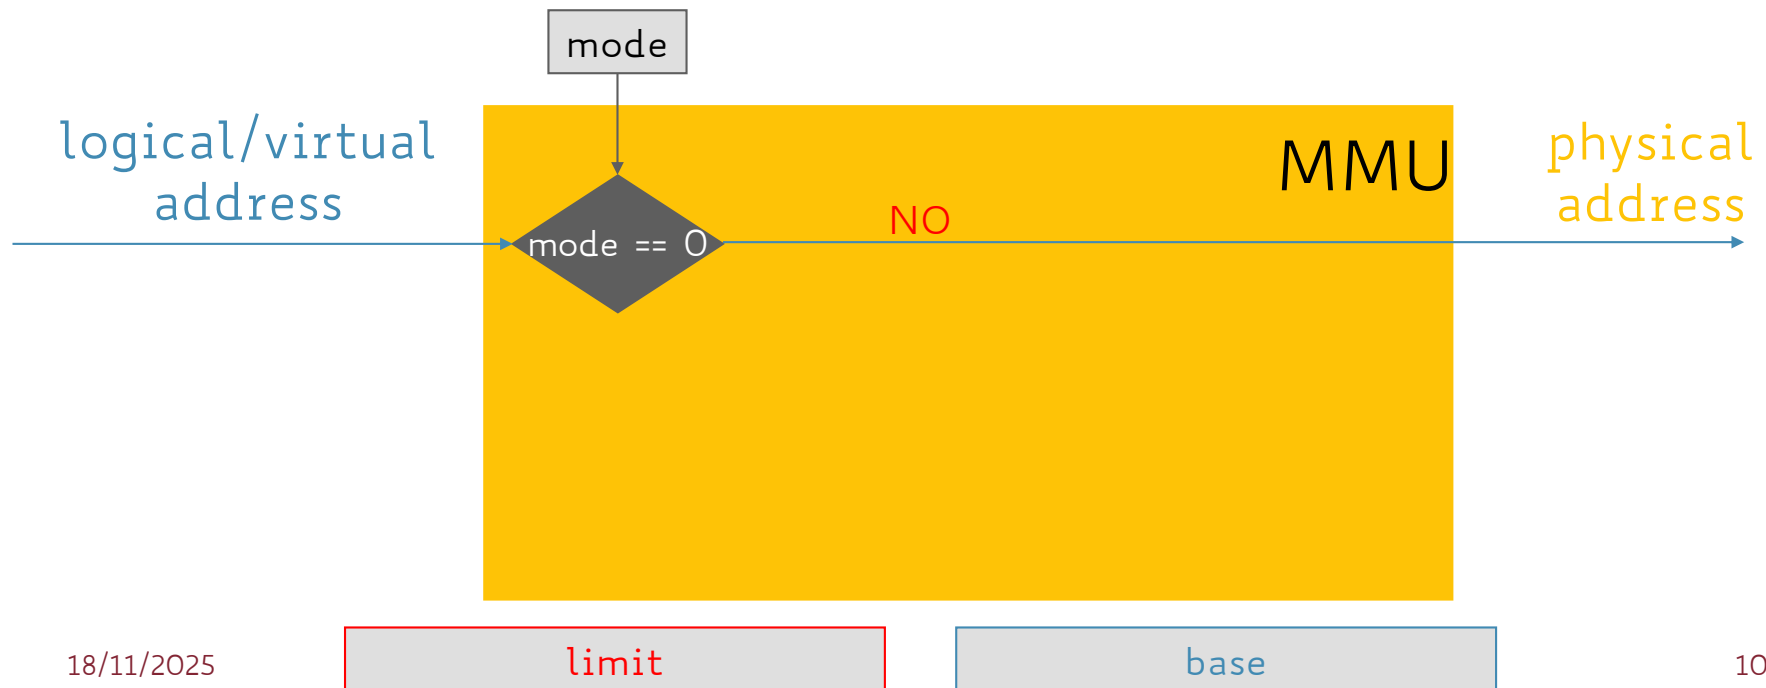 mode
logical/virtual
address
MMU
physical
address
NO
mode == 0
limit
base
18/11/2025
10